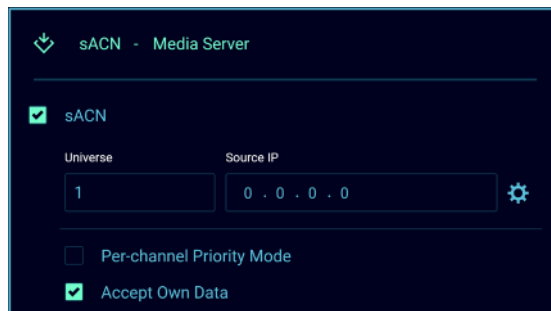 sACN - Media Server
sACN
Universe Source IP
1 0 . 0 . 0 . 0
Per-channel Priority Mode
Accept Own Data